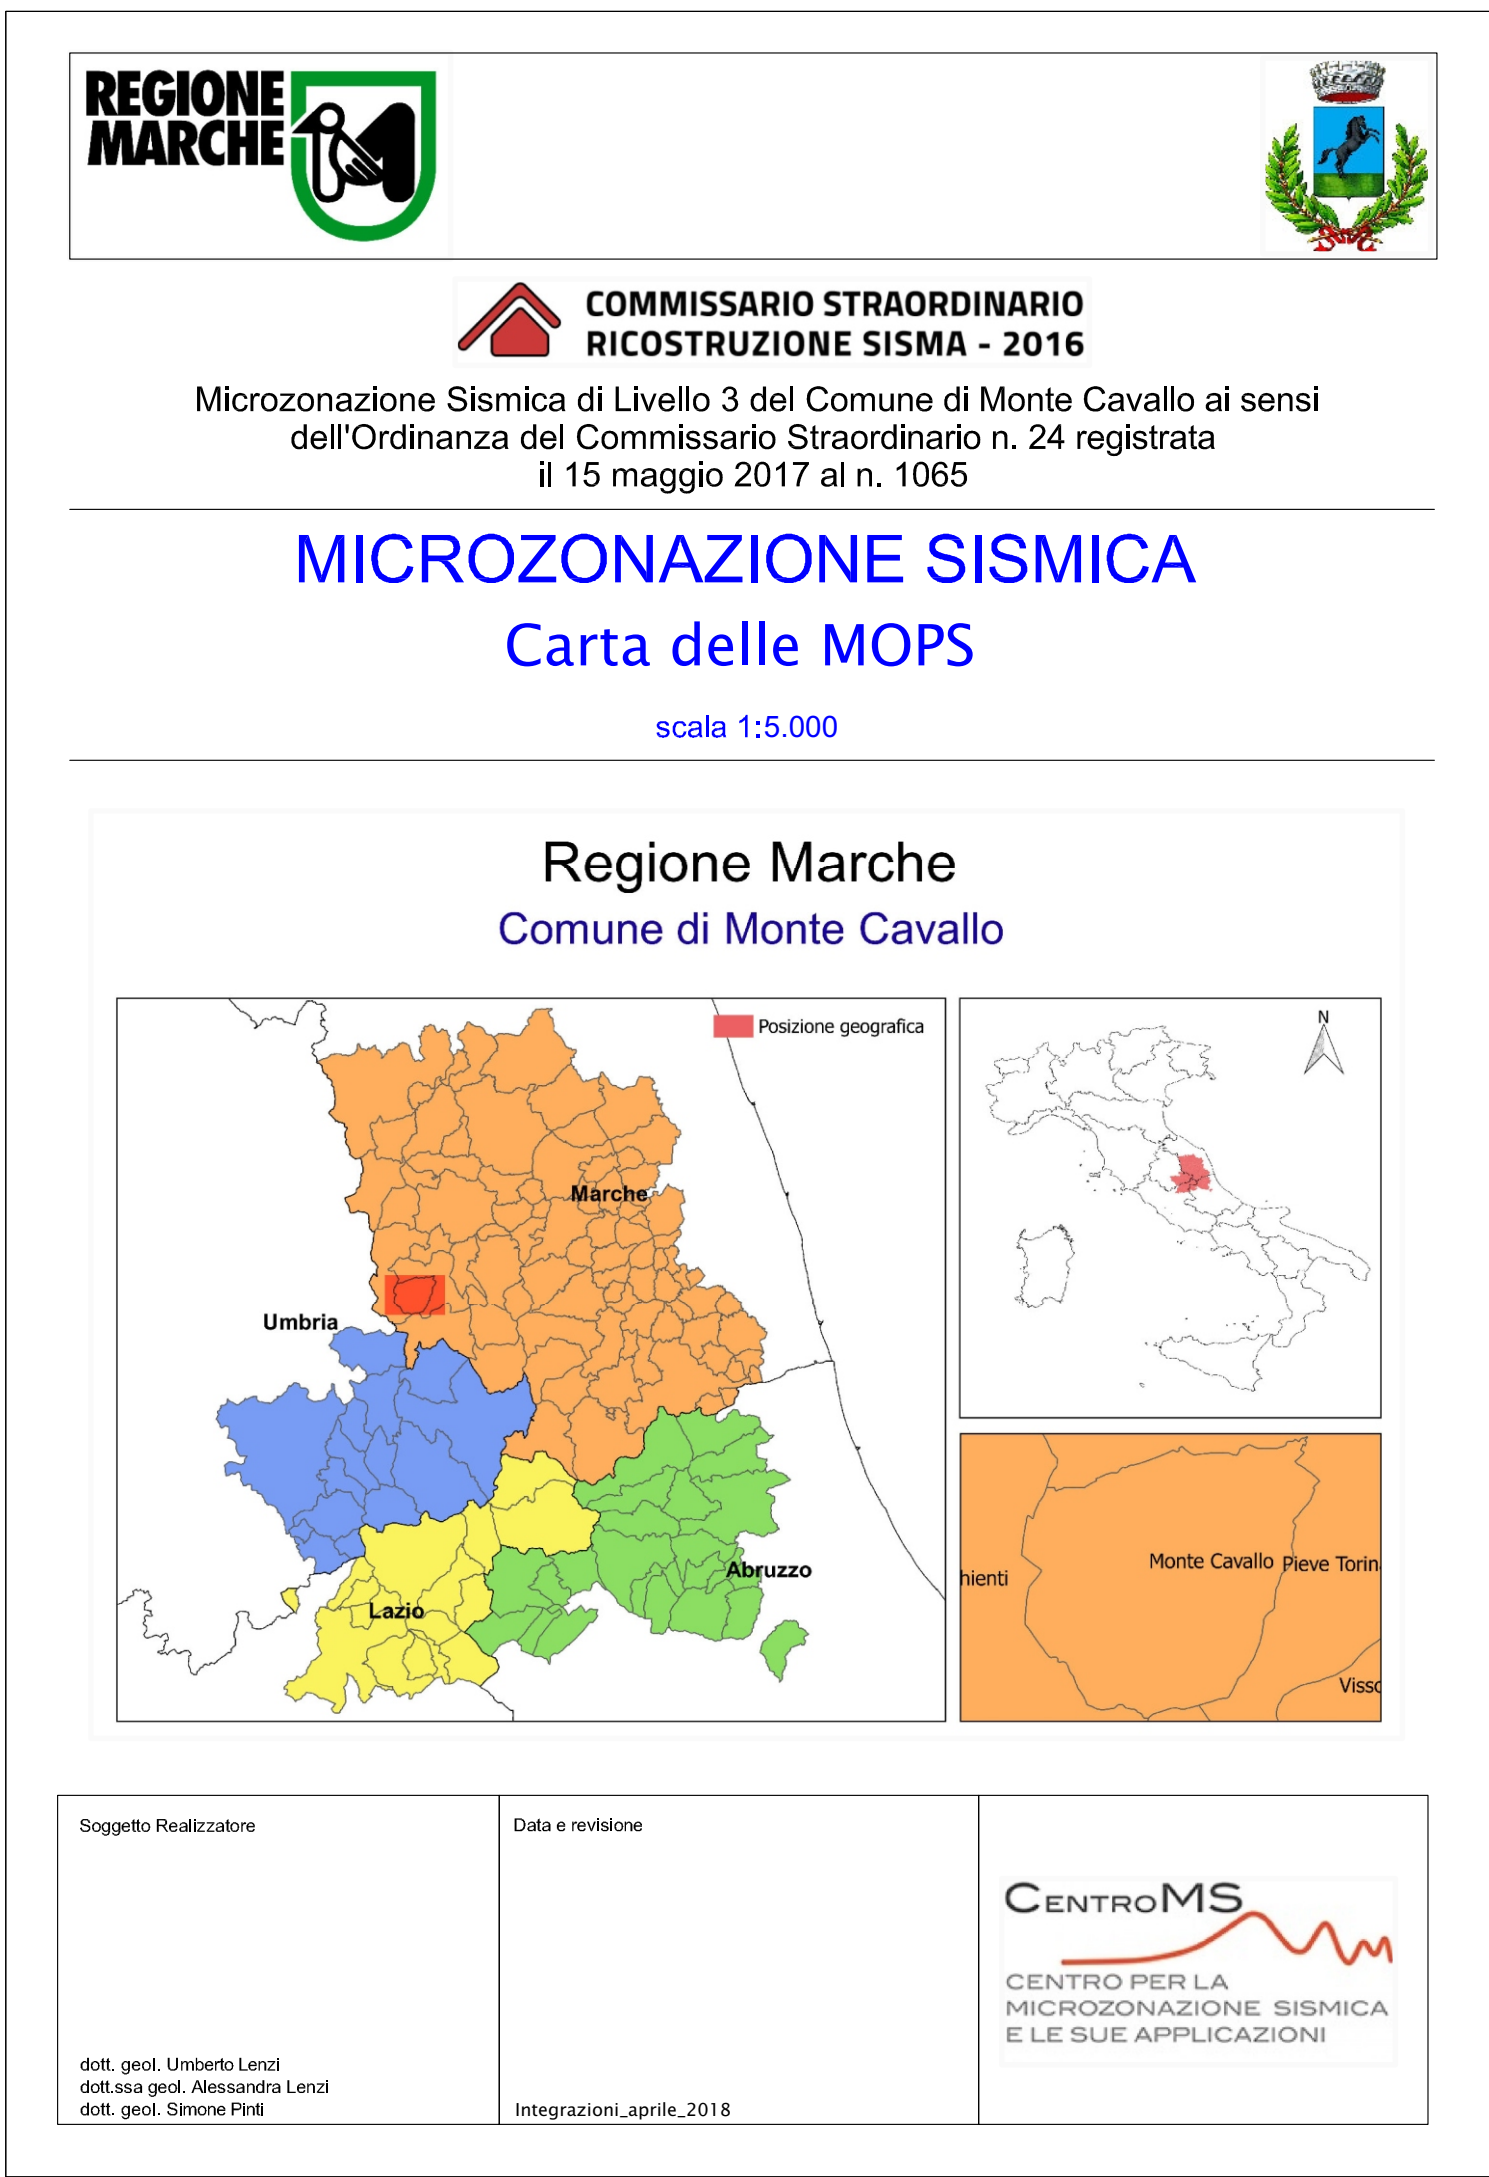 REGIONE
MARCHE
COMMISSARIO STRAORDINARIO
RICOSTRUZIONE SISMA - 2016
Microzonazione Sismica di Livello 3 del Comune di Monte Cavallo ai sensi
dell'Ordinanza del Commissario Straordinario n. 24 registrata
il 15 maggio 2017 al n. 1065
MICROZONAZIONE SISMICA
Carta delle MOPS
scala 1:5.000
Regione Marche
Comune di Monte Cavallo
Posizione geografica
N
Marche
Umbria
Abruzzo
Lazio
hienti
Monte Cavallo
Pieve Torin
Visso
Soggetto Realizzatore
dott. geol. Umberto Lenzi
dott.ssa geol. Alessandra Lenzi
dott. geol. Simone Pinti
Data e revisione
Integrazioni_aprile_2018
CENTROMS
CENTRO PER LA
MICROZONAZIONE SISMICA
E LE SUE APPLICAZIONI